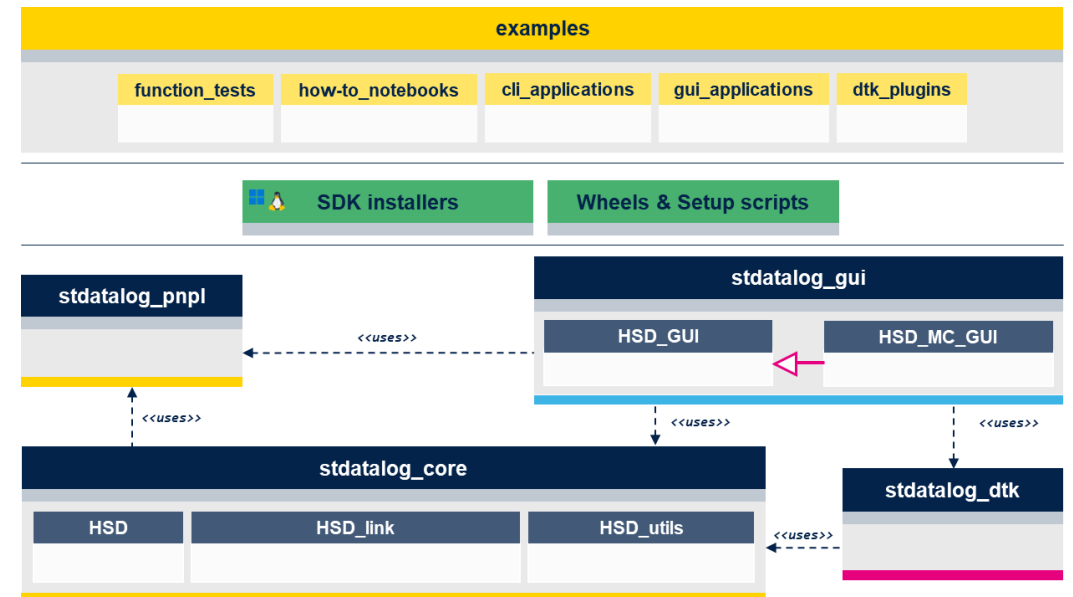 examples
function_tests
how-to_notebooks
cli_applications
gui_applications
dtk_plugins
SDK installers
Wheels & Setup scripts
stdatalog_pnpl
stdatalog_gui
<<uses>>
HSD_GUI
HSD_MC_GUI
<<uses>>
<<uses>>
<<uses>>
stdatalog_core
stdatalog_dtk
HSD
HSD_link
HSD_utils
<<uses>>